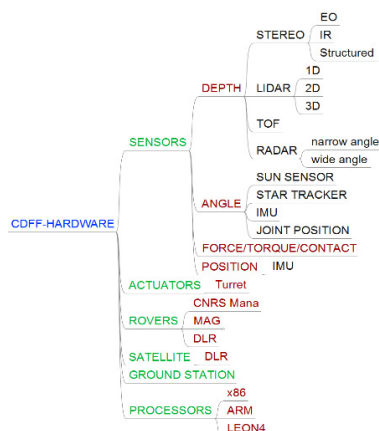 EO
STEREO
IR
Structured
1D
DEPTH
LIDAR
2D
3D
TOF
SENSORS
narrow angle
RADAR
wide angle
SUN SENSOR
STAR TRACKER
ANGLE
IMU
JOINT POSITION
CDFF-HARDWARE
FORCE/TORQUE/CONTACT
POSITION IMU
ACTUATORS Turret
CNRS Mana
ROVERS MAG
DLR
SATELLITE DLR
GROUND STATION
x86
PROCESSORS ARM
LEON4